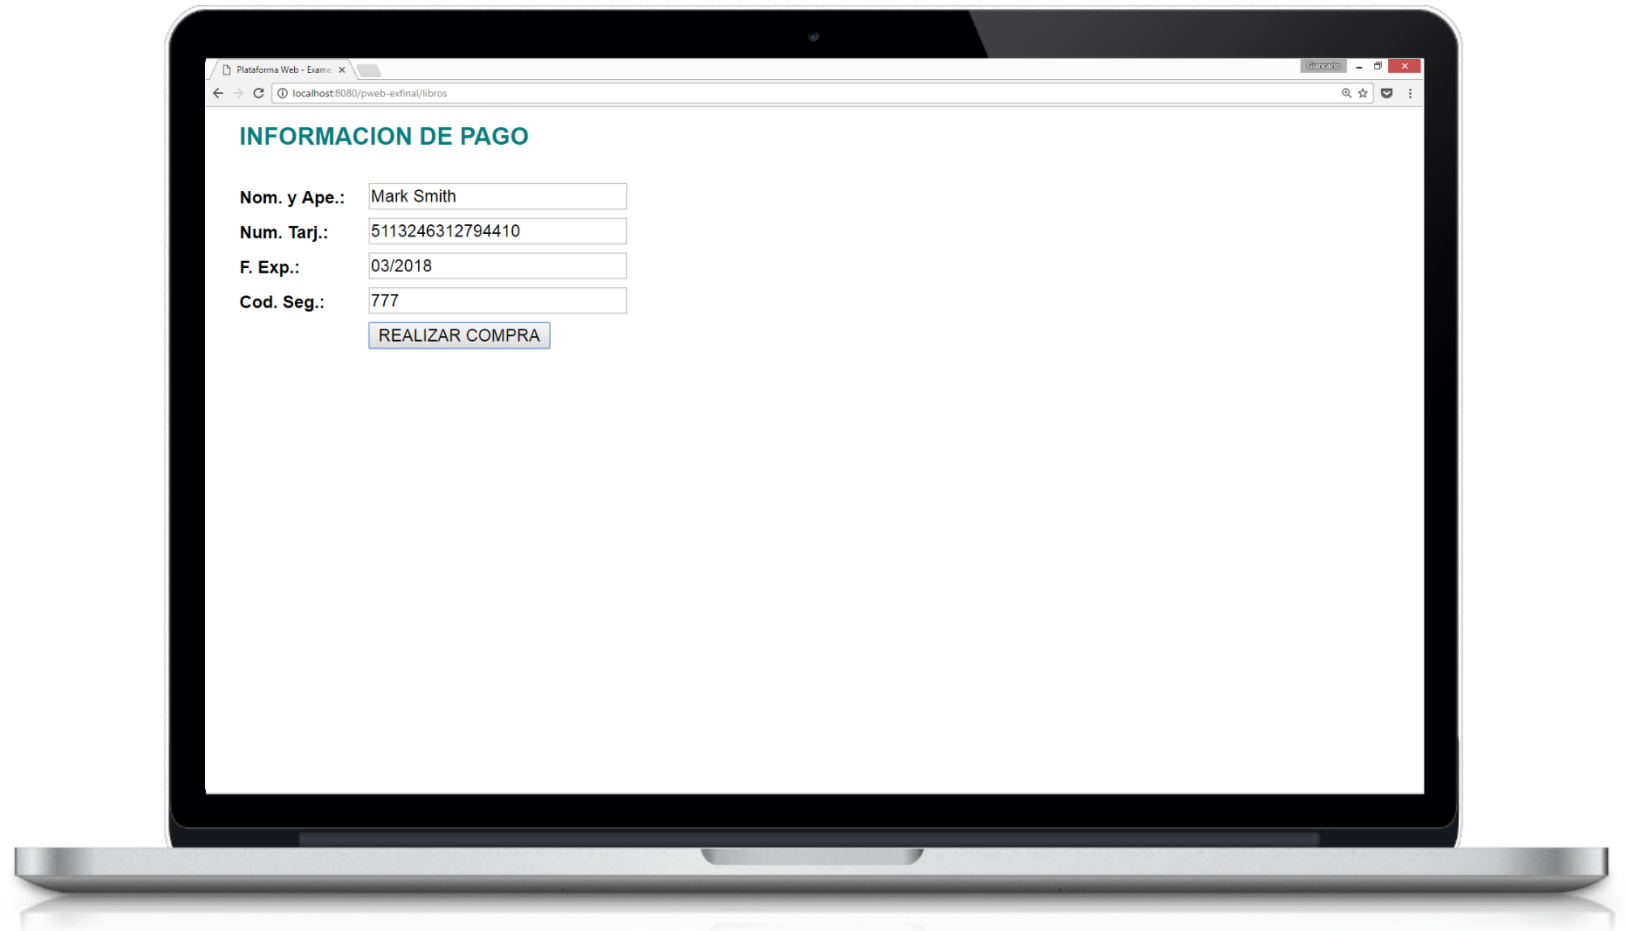 Plataforma Web - Exame
Giancarlo
localhost:8080/pweb-exfinal/libros
INFORMACION DE PAGO
Nom. y Ape.: Mark Smith
Num. Tarj.: 5113246312794410
F. Exp.: 03/2018
Cod. Seg.: 777
REALIZAR COMPRA